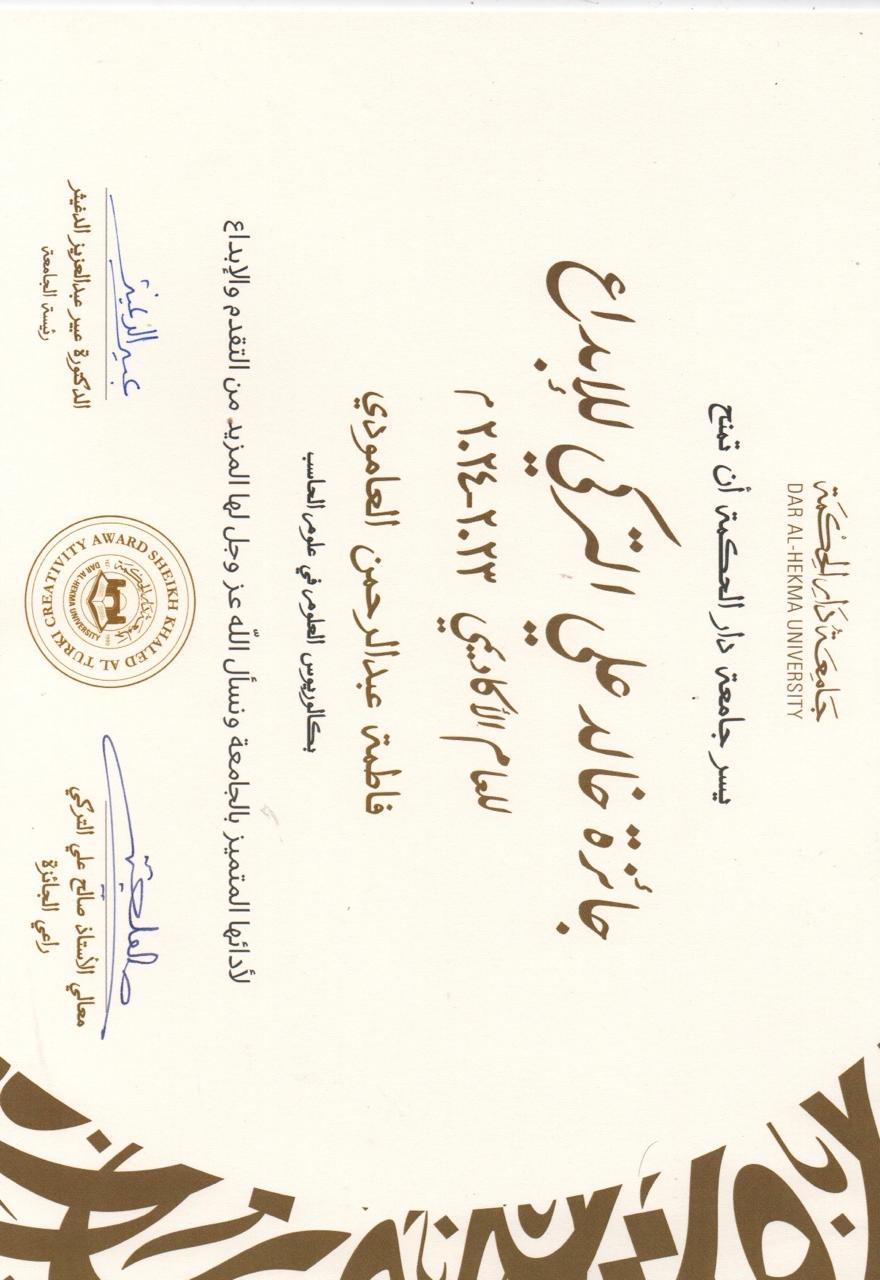 جامعة دار الحكمة
DAR AL-HEKMA UNIVERSITY
يسر جامعة دار الحكمة أن تمنح
جائزة خالد علي التركي للإبداع
للعام الأكاديمي ٢٠٢٣-٢٠٢٤ م
فاطمة عبدالرحمن العامودي
بكالوريوس العلوم في علوم الحاسب
لأدائها المتميز بالجامعة ونسأل الله عز وجل لها المزيد من التقدم والإبداع
معالي الأستاذ صالح علي التركي
راعي الجائزة
SHEIKH KHALED AL TURKI CREATIVITY AWARD
جامعة دار الحكمة
DAR AL-HEKMA UNIVERSITY
عبير الدغيثر
الدكتورة عبير عبدالعزيز الدغيثر
رئيسة الجامعة